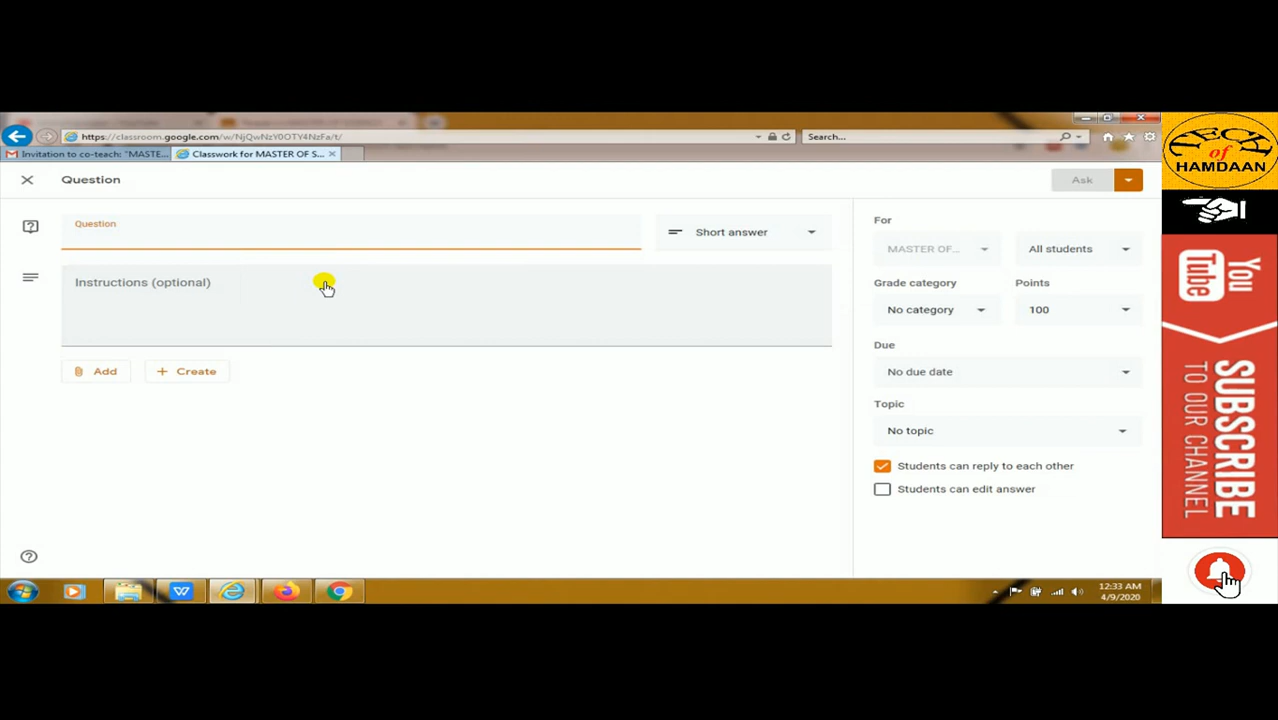 https://classroom.google.com/w/NjQwNzY0OTY4NzFa/t/
Search...
Invitation to co-teach: "MASTE...
Classwork for MASTER OF S...
TECH
of
HAMDAAN
Question
Ask
Question
Short answer
Instructions (optional)
Add
Create
For
MASTER OF...
All students
Grade category
Points
No category
100
Due
No due date
Topic
No topic
Students can reply to each other
Students can edit answer
You
Tube
SUBSCRIBE
TO OUR CHANNEL
12:33 AM
4/9/2020